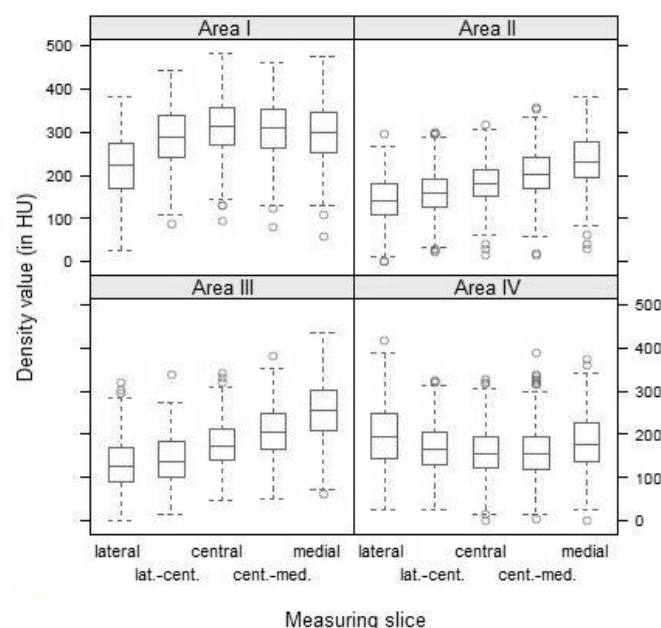 Area I Area II
500
400
300
200
100
0
Density value (in HU)
Area III Area IV
500
400
300
200
100
0
lateral central medial lateral central medial
lat.-cent. cent.-med. lat.-cent. cent.-med.
Measuring slice